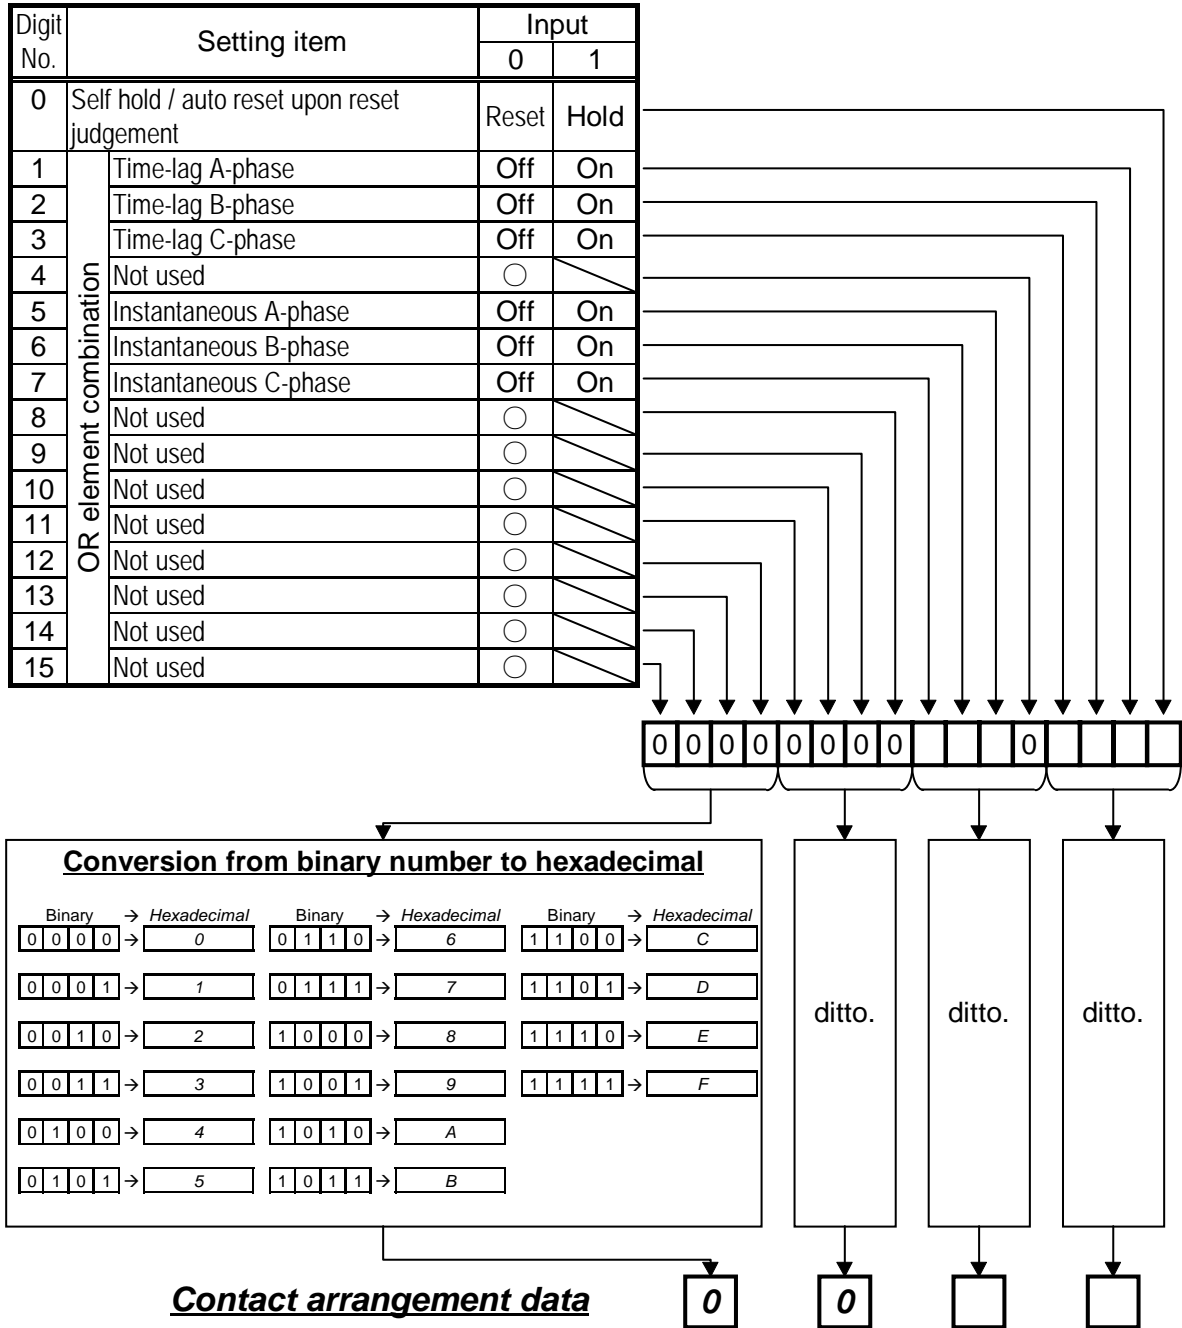 Digit No. Setting item Input
0 1
0 Self hold / auto reset upon reset judgement Reset Hold
OR element combination
1 Time-lag A-phase Off On
2 Time-lag B-phase Off On
3 Time-lag C-phase Off On
4 Not used ○
5 Instantaneous A-phase Off On
6 Instantaneous B-phase Off On
7 Instantaneous C-phase Off On
8 Not used ○
9 Not used ○
10 Not used ○
11 Not used ○
12 Not used ○
13 Not used ○
14 Not used ○
15 Not used ○
0 0 0 0 0 0 0 0 0
Conversion from binary number to hexadecimal
Binary → Hexadecimal Binary → Hexadecimal Binary → Hexadecimal
0 0 0 0 → 0 0 1 1 0 → 6 1 1 0 0 → C
0 0 0 1 → 1 0 1 1 1 → 7 1 1 0 1 → D
0 0 1 0 → 2 1 0 0 0 → 8 1 1 1 0 → E
0 0 1 1 → 3 1 0 0 1 → 9 1 1 1 1 → F
0 1 0 0 → 4 1 0 1 0 → A
0 1 0 1 → 5 1 0 1 1 → B
ditto. ditto. ditto.
Contact arrangement data 0 0